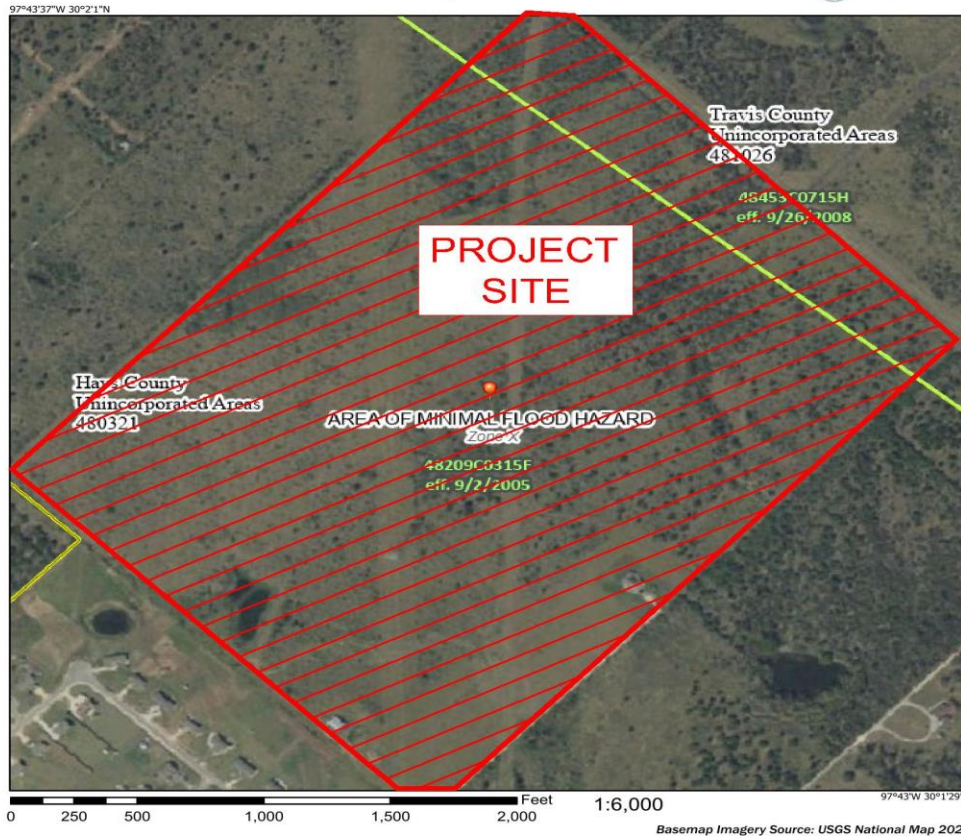 97°43'37"W 30°2'1"N
Travis County
Unincorporated Areas
481026
48453C0715H
eff. 9/26/2008
PROJECT
SITE
Hays County
Unincorporated Areas
480321
AREA OF MINIMAL FLOOD HAZARD
Zone X
48209C0315F
eff. 9/2/2005
Feet
1:6,000
97°43'W 30°1'29"
0 250 500 1,000 1,500 2,000
Basemap Imagery Source: USGS National Map 202